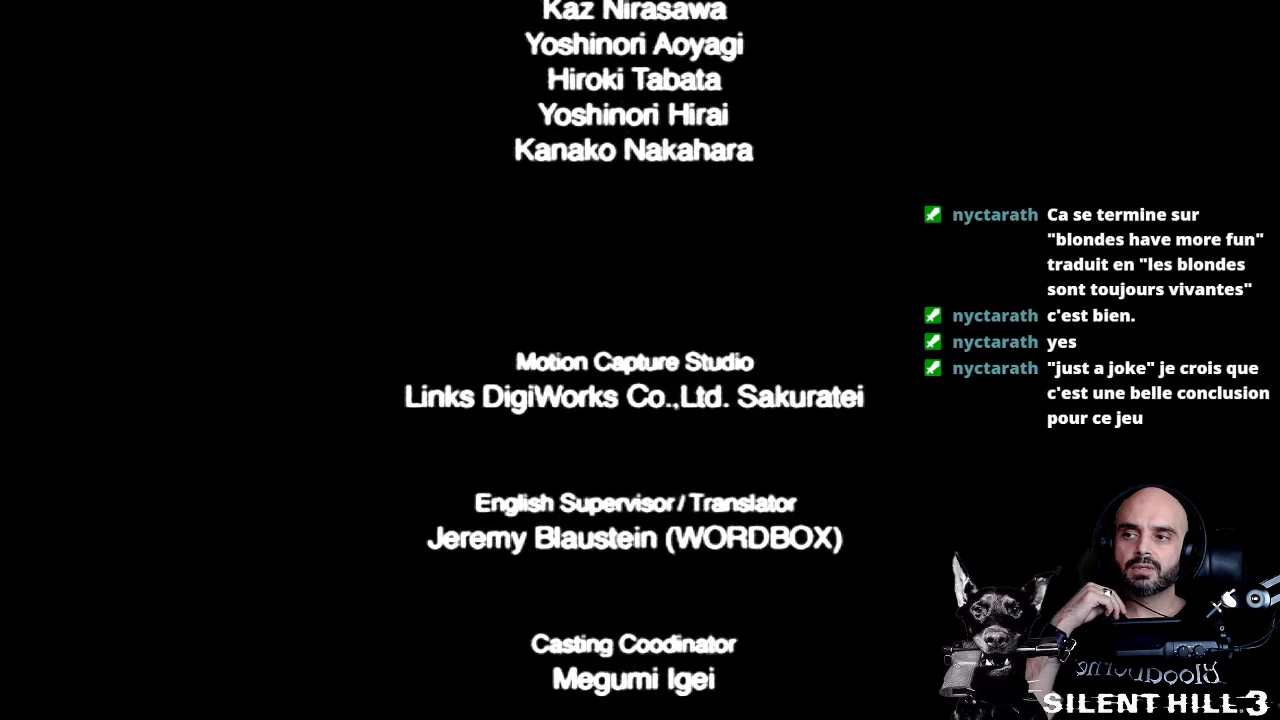 Kaz Nirasawa
Yoshinori Aoyagi
Hiroki Tabata
Yoshinori Hirai
Kanako Nakahara
Motion Capture Studio
Links DigiWorks Co.,Ltd. Sakuratei
English Supervisor / Translator
Jeremy Blaustein (WORDBOX)
Casting Coodinator
Megumi Igei
nyctarath Ca se termine sur
"blondes have more fun"
traduit en "les blondes
sont toujours vivantes"
nyctarath c'est bien.
nyctarath yes
nyctarath "just a joke" je crois que
c'est une belle conclusion
pour ce jeu
Bloodborne
SILENT HILL 3